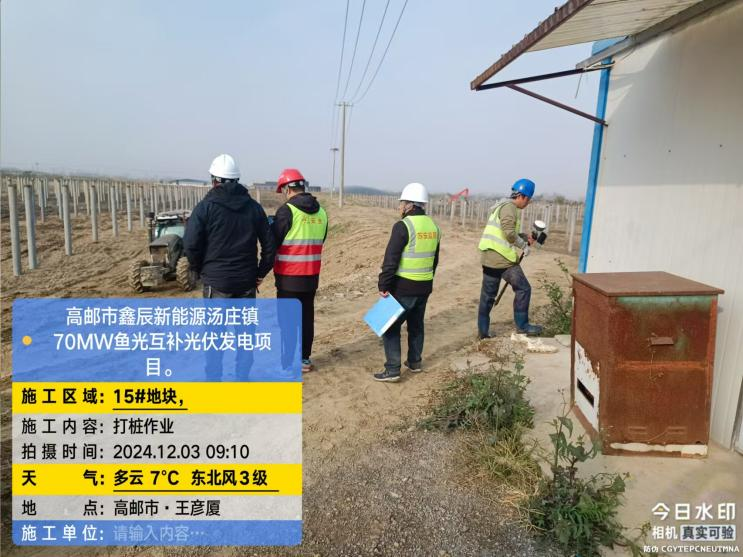 高邮市鑫辰新能源汤庄镇
70MW鱼光互补光伏发电项
目。
施工区域：15#地块，
施工内容：打桩作业
拍摄时间：2024.12.03 09:10
天 气：多云 7℃ 东北风3级
地 点：高邮市·王彦厦
施工单位：请输入内容…
今日水印
相机 真实可验
防伪 CGYTEPCNEUTMNA